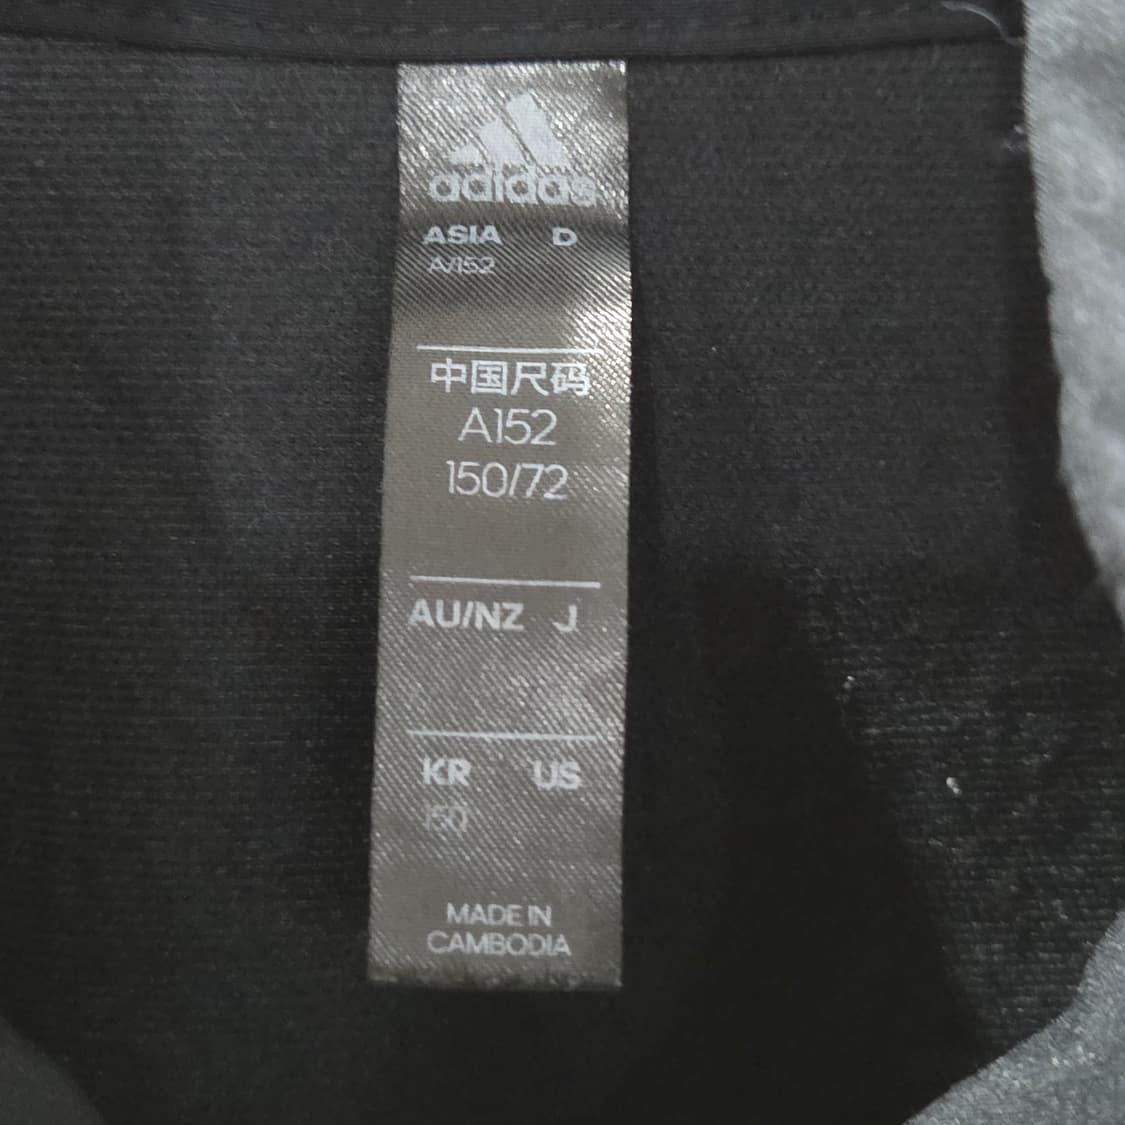 adidas
ASIA D
A/152
中国尺码
A152
150/72
AU/NZ J
KR US
150
MADE IN
CAMBODIA